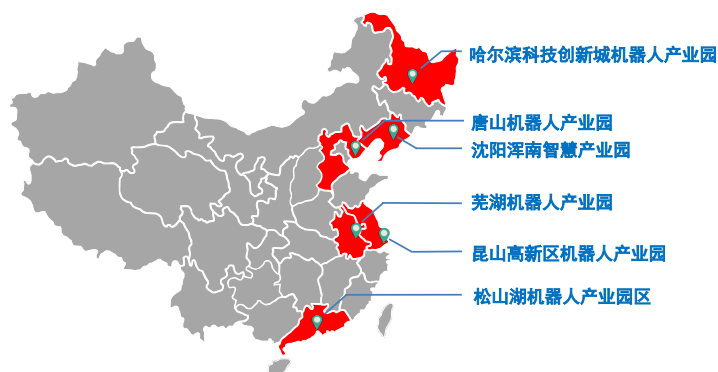 哈尔滨科技创新城机器人产业园
唐山机器人产业园
沈阳浑南智慧产业园
芜湖机器人产业园
昆山高新区机器人产业园
松山湖机器人产业园区